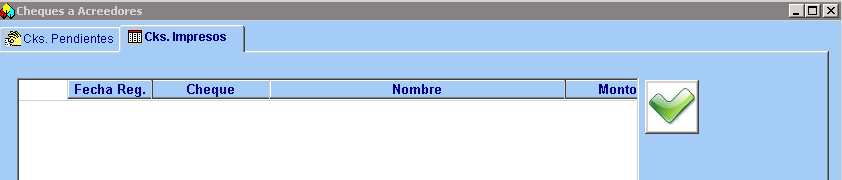 Cheques a Acreedores
Cks. Pendientes
Cks. Impresos
Fecha Reg. Cheque Nombre Monto